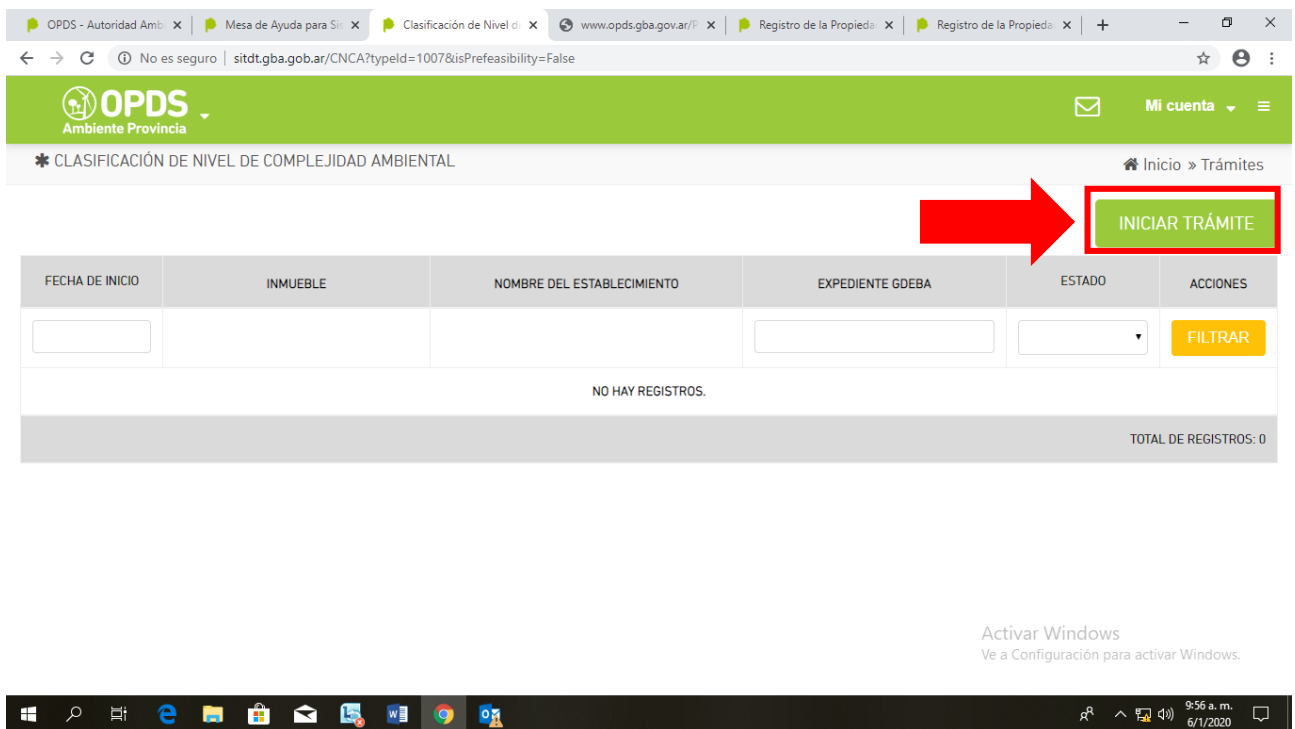 OPDS - Autoridad Amb
Mesa de Ayuda para Sis
Clasificación de Nivel de
www.opds.gba.gov.ar/P
Registro de la Propieda
Registro de la Propieda
No es seguro | sitdt.gba.gob.ar/CNCA?typeId=1007&isPrefeasibility=False
OPDS
Ambiente Provincia
Mi cuenta
CLASIFICACIÓN DE NIVEL DE COMPLEJIDAD AMBIENTAL
Inicio » Trámites
INICIAR TRÁMITE
FECHA DE INICIO
INMUEBLE
NOMBRE DEL ESTABLECIMIENTO
EXPEDIENTE GDEBA
ESTADO
ACCIONES
FILTRAR
NO HAY REGISTROS.
TOTAL DE REGISTROS: 0
Activar Windows
Ve a Configuración para activar Windows.
9:56 a. m.
6/1/2020